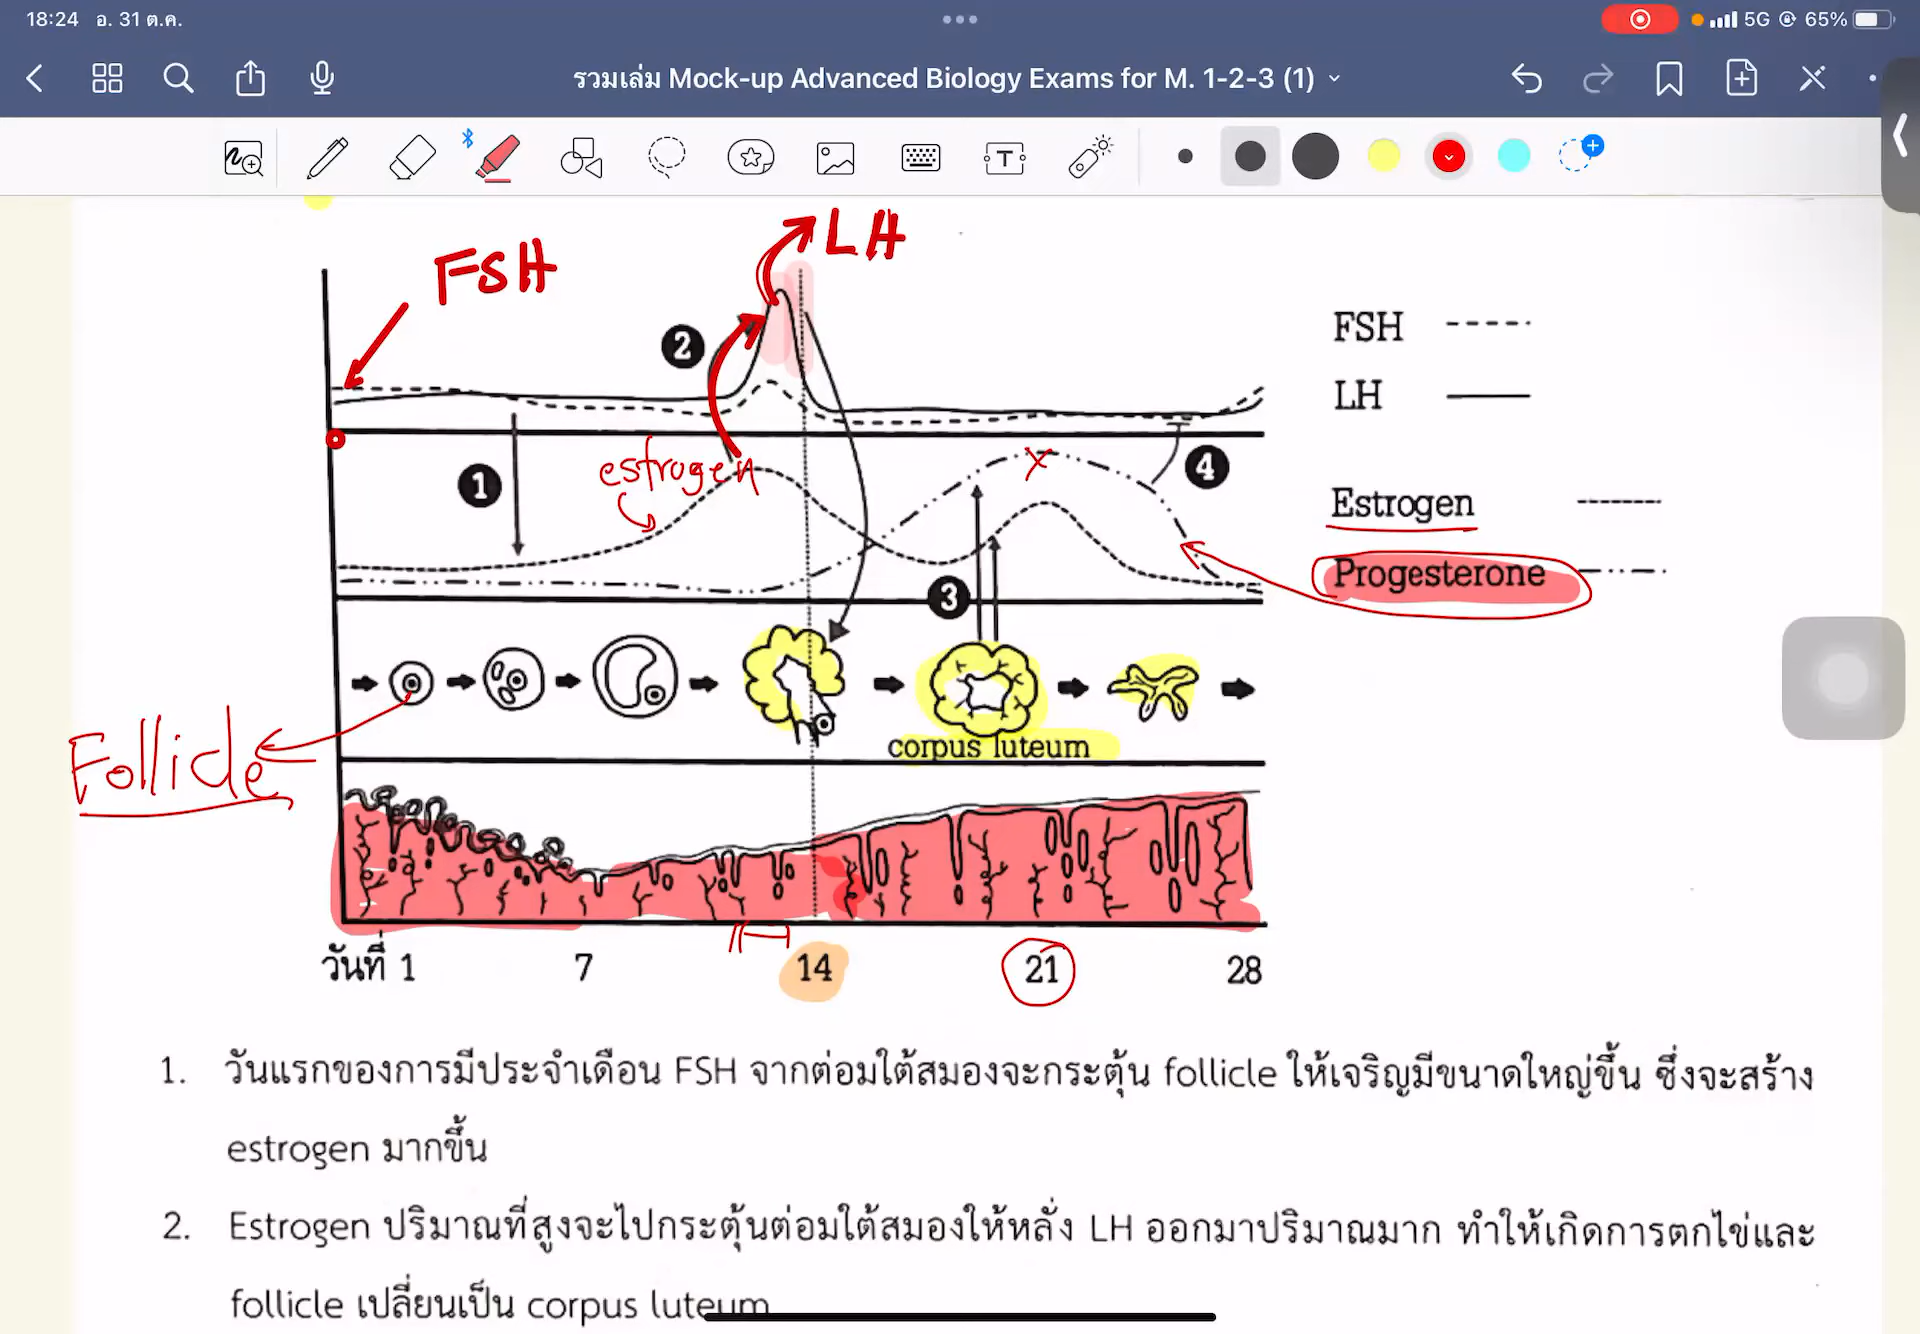 18:24 อ. 31 ต.ค.
5G 65%
รวมเล่ม Mock-up Advanced Biology Exams for M. 1-2-3 (1)
T
LH
FSH
2
FSH
LH
estrogen
1
X
4
Estrogen
3
Progesterone
corpus luteum
Follicle
วันที่ 1 7 14 21 28
1. วันแรกของการมีประจำเดือน FSH จากต่อมใต้สมองจะกระตุ้น follicle ให้เจริญมีขนาดใหญ่ขึ้น ซึ่งจะสร้าง
estrogen มากขึ้น
2. Estrogen ปริมาณที่สูงจะไปกระตุ้นต่อมใต้สมองให้หลั่ง LH ออกมาปริมาณมาก ทำให้เกิดการตกไข่และ
follicle เปลี่ยนเป็น corpus luteum